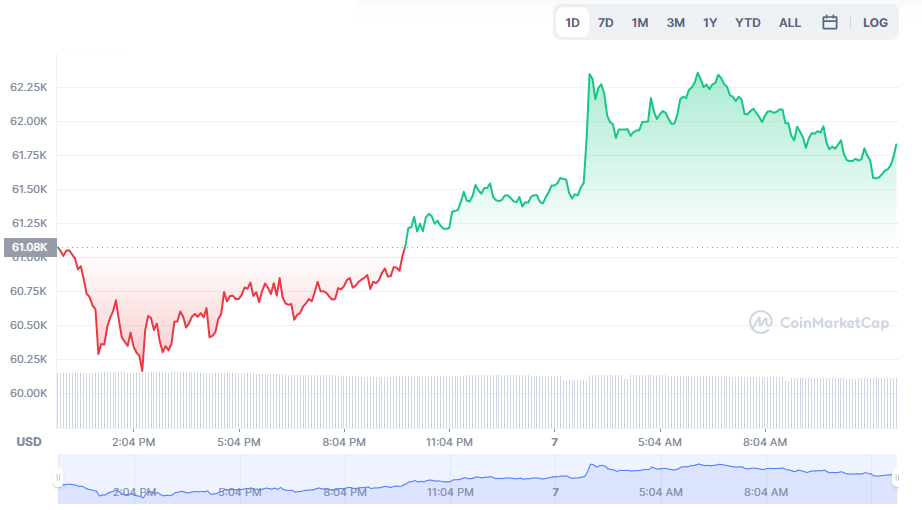 1D 7D 1M 3M 1Y YTD ALL LOG
62.25K
62.00K
61.75K
61.50K
61.25K
61.08K
61.00K
60.75K
60.50K
CoinMarketCap
60.25K
60.00K
USD 2:04 PM 5:04 PM 8:04 PM 11:04 PM 7 5:04 AM 8:04 AM
2:04 PM 5:04 PM 8:04 PM 11:04 PM 7 5:04 AM 8:04 AM